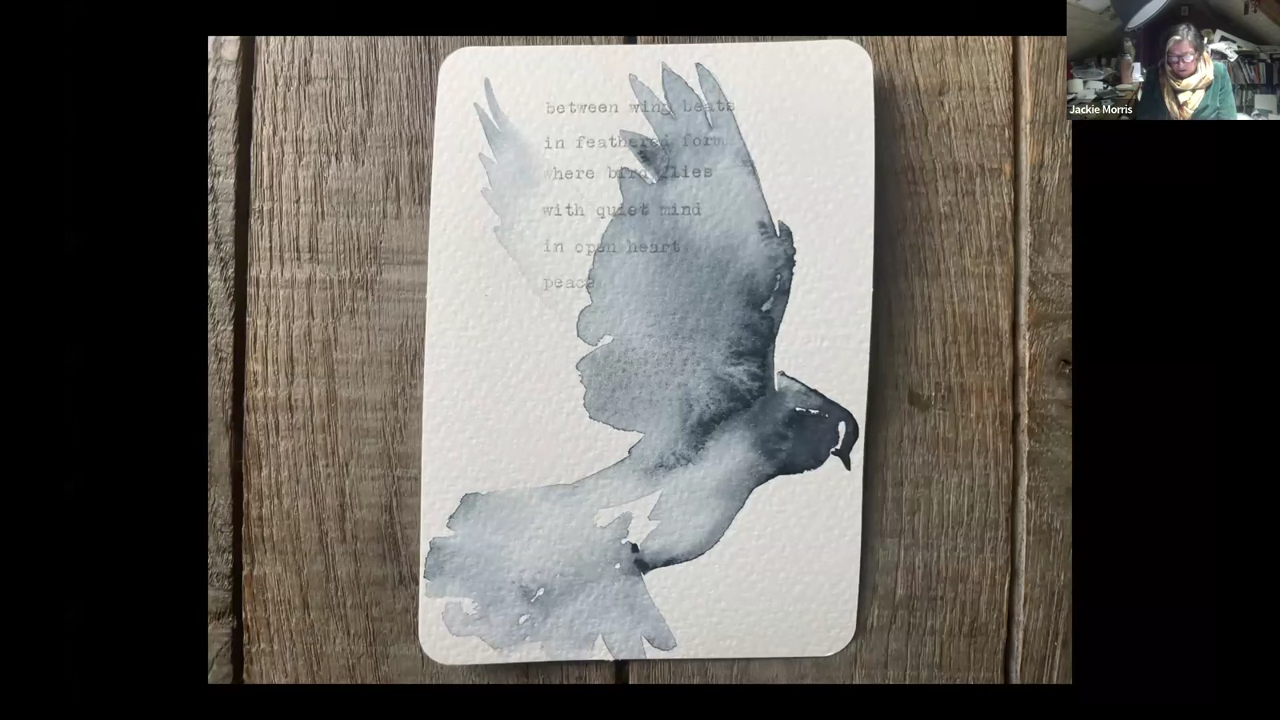 between wing beats
in feathered form
where bird flies
with quiet mind
in open heart
peace
Jackie Morris